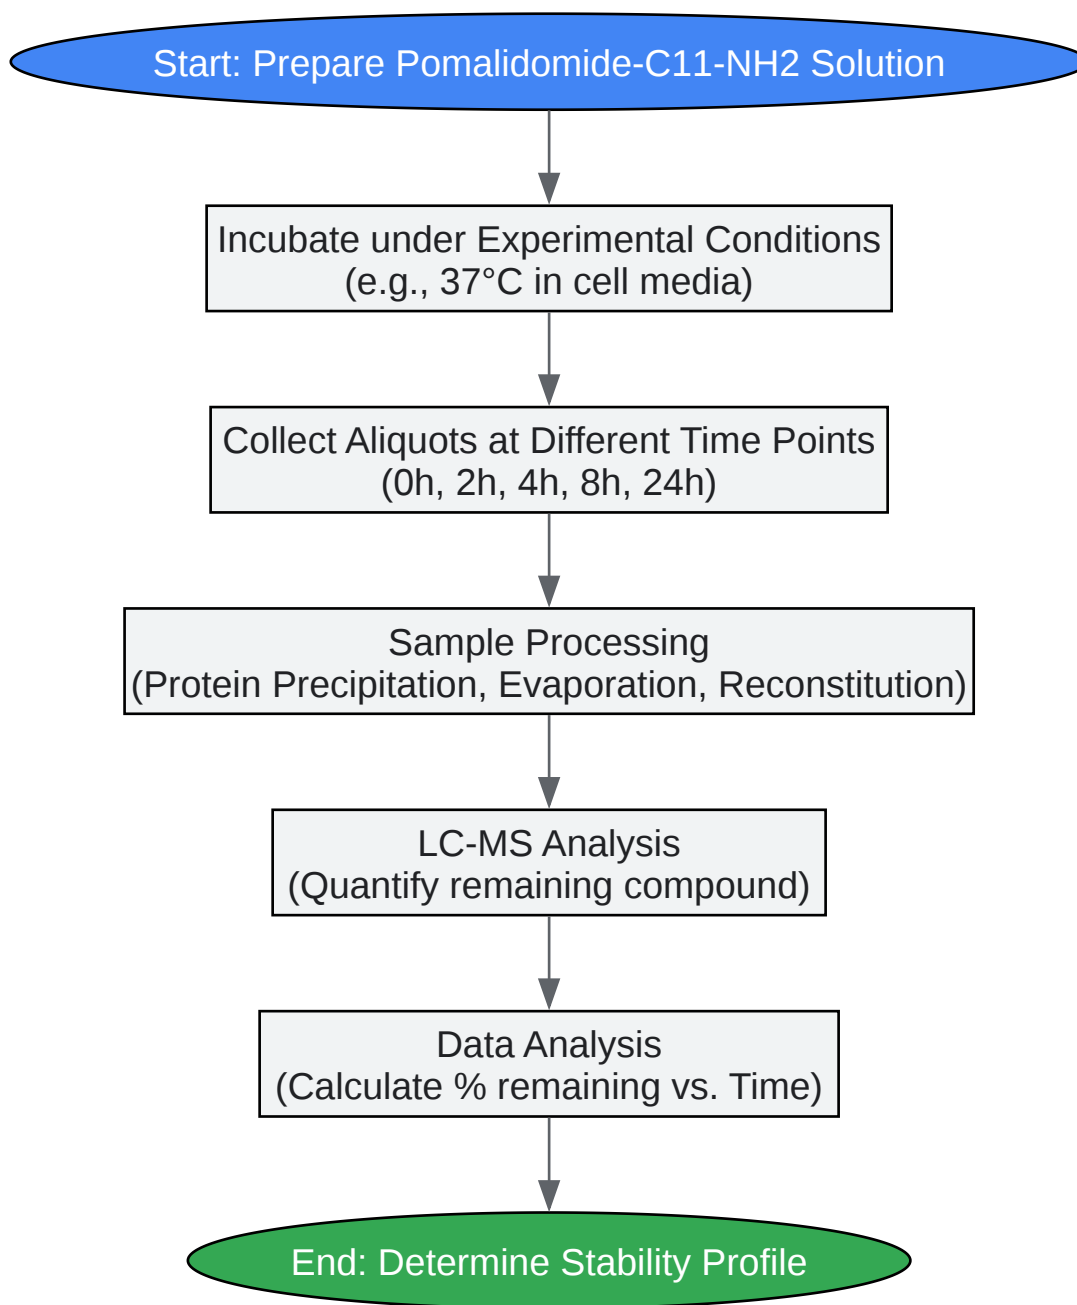 Start: Prepare Pomalidomide-C11-NH2 Solution
Incubate under Experimental Conditions
(e.g., 37°C in cell media)
Collect Aliquots at Different Time Points
(0h, 2h, 4h, 8h, 24h)
Sample Processing
(Protein Precipitation, Evaporation, Reconstitution)
LC-MS Analysis
(Quantify remaining compound)
Data Analysis
(Calculate % remaining vs. Time)
End: Determine Stability Profile